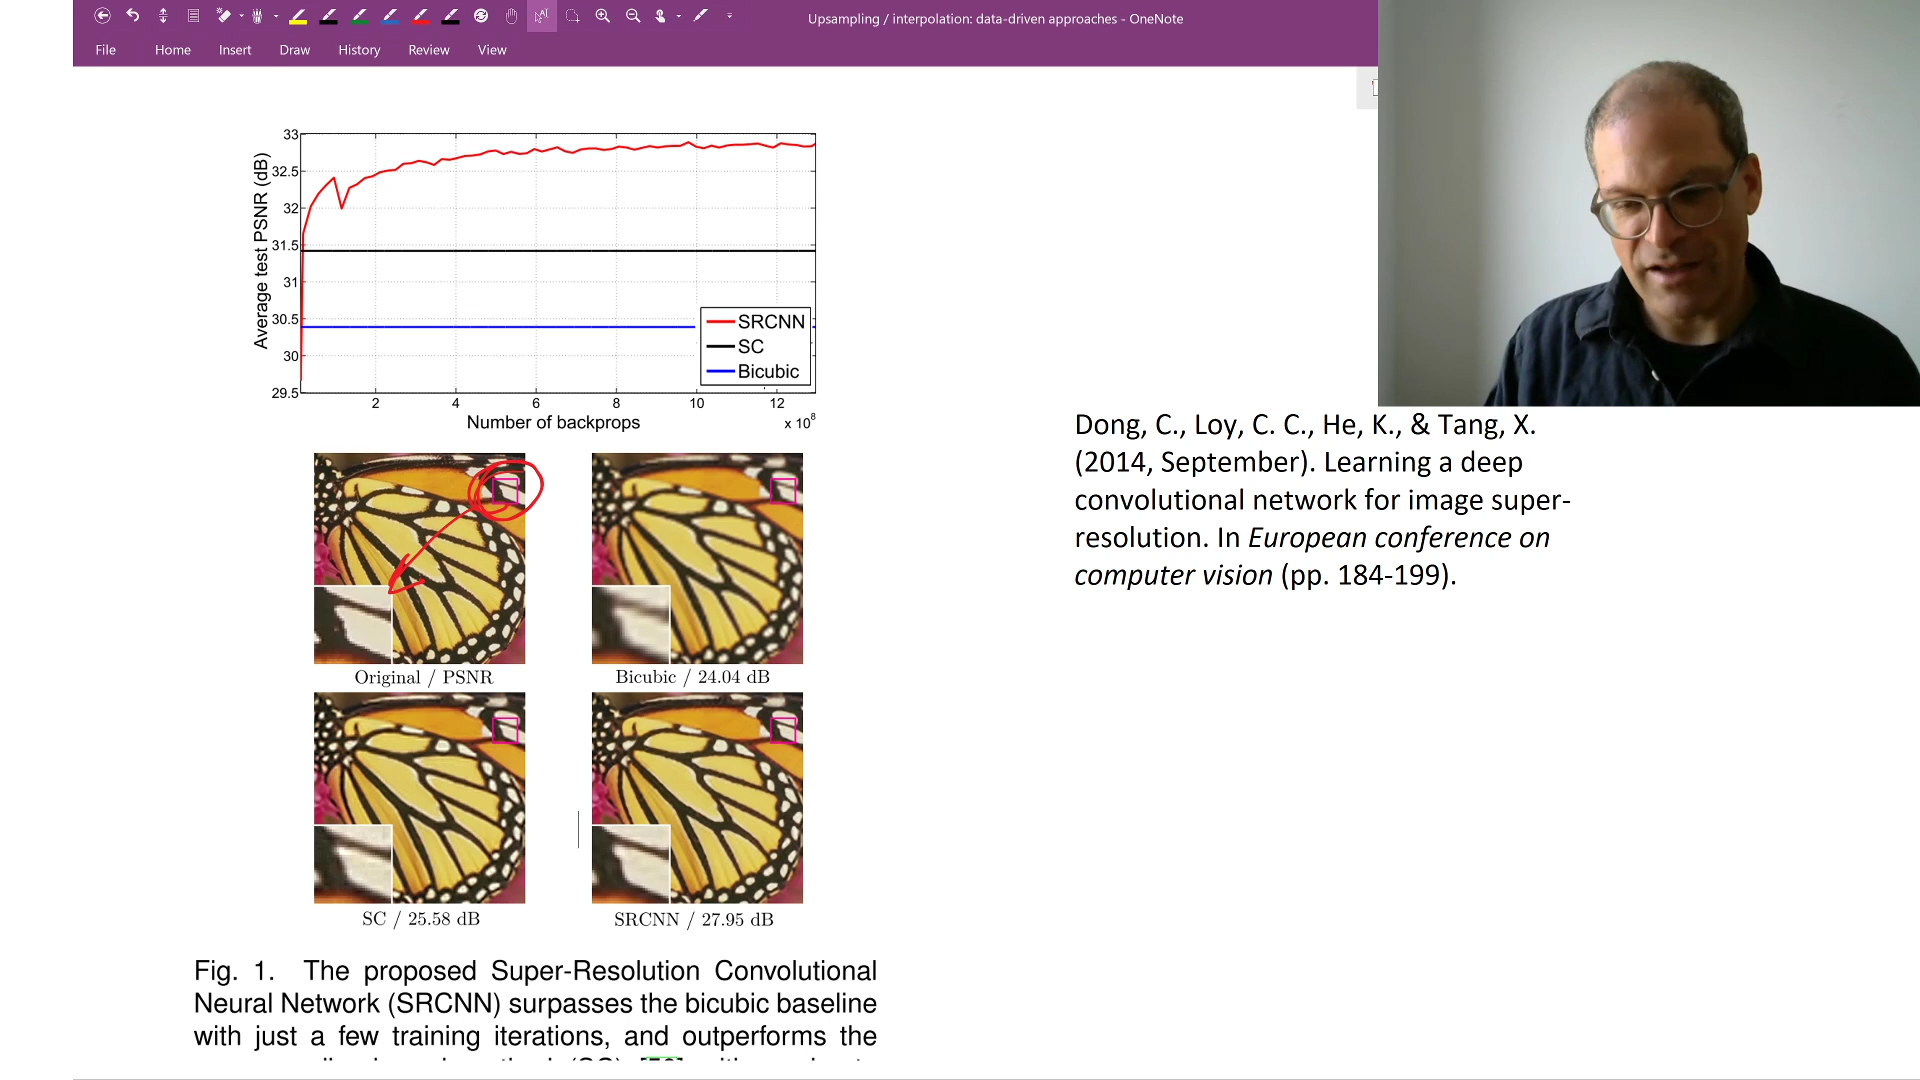 Upsampling / interpolation: data-driven approaches - OneNote
File Home Insert Draw History Review View
33
32.5
32
31.5
31
30.5
30
29.5
Average test PSNR (dB)
SRCNN
SC
Bicubic
2 4 6 8 10 12
Number of backprops
x 10^8
Original / PSNR
Bicubic / 24.04 dB
SC / 25.58 dB
SRCNN / 27.95 dB
Fig. 1. The proposed Super-Resolution Convolutional
Neural Network (SRCNN) surpasses the bicubic baseline
with just a few training iterations, and outperforms the
Dong, C., Loy, C. C., He, K., & Tang, X.
(2014, September). Learning a deep
convolutional network for image super-
resolution. In European conference on
computer vision (pp. 184-199).